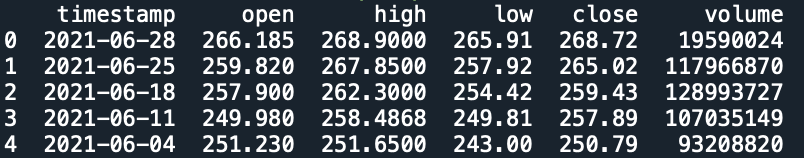 timestamp open high low close volume
0 2021-06-28 266.185 268.9000 265.91 268.72 19590024
1 2021-06-25 259.820 267.8500 257.92 265.02 117966870
2 2021-06-18 257.900 262.3000 254.42 259.43 128993727
3 2021-06-11 249.980 258.4868 249.81 257.89 107035149
4 2021-06-04 251.230 251.6500 243.00 250.79 93208820